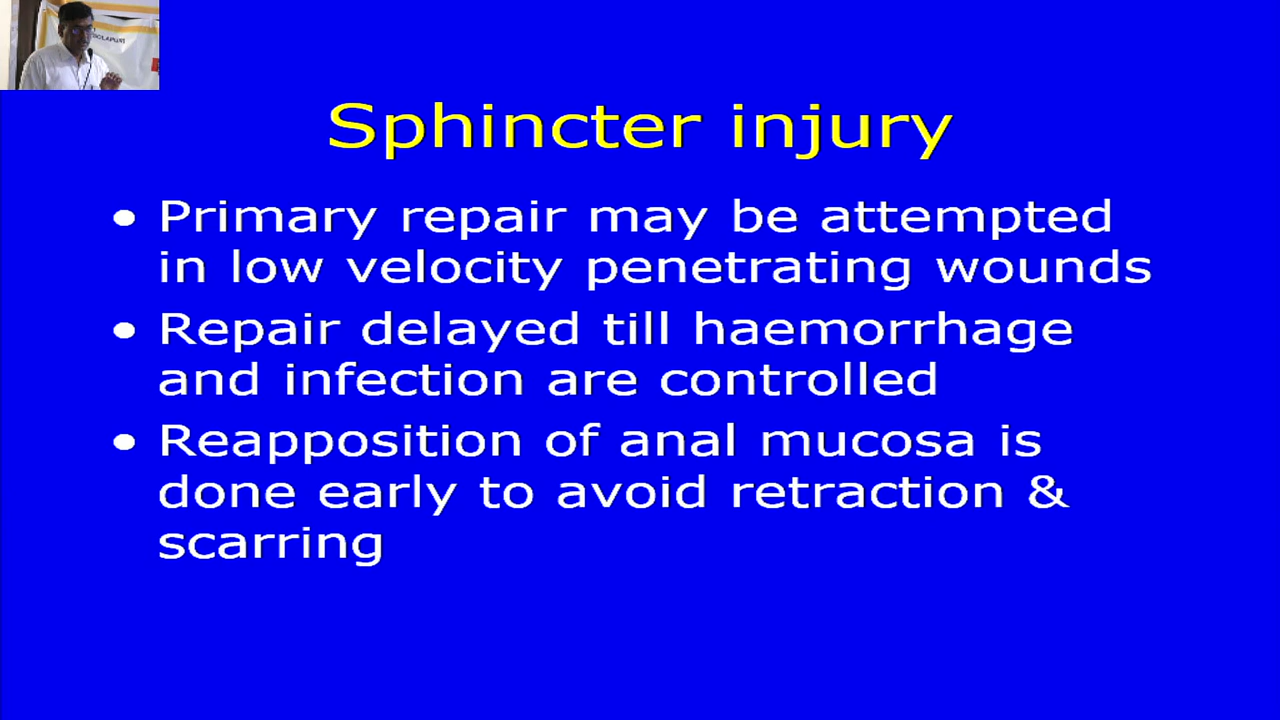 SOLAPUR
Sphincter injury
• Primary repair may be attempted
in low velocity penetrating wounds
• Repair delayed till haemorrhage
and infection are controlled
• Reapposition of anal mucosa is
done early to avoid retraction &
scarring